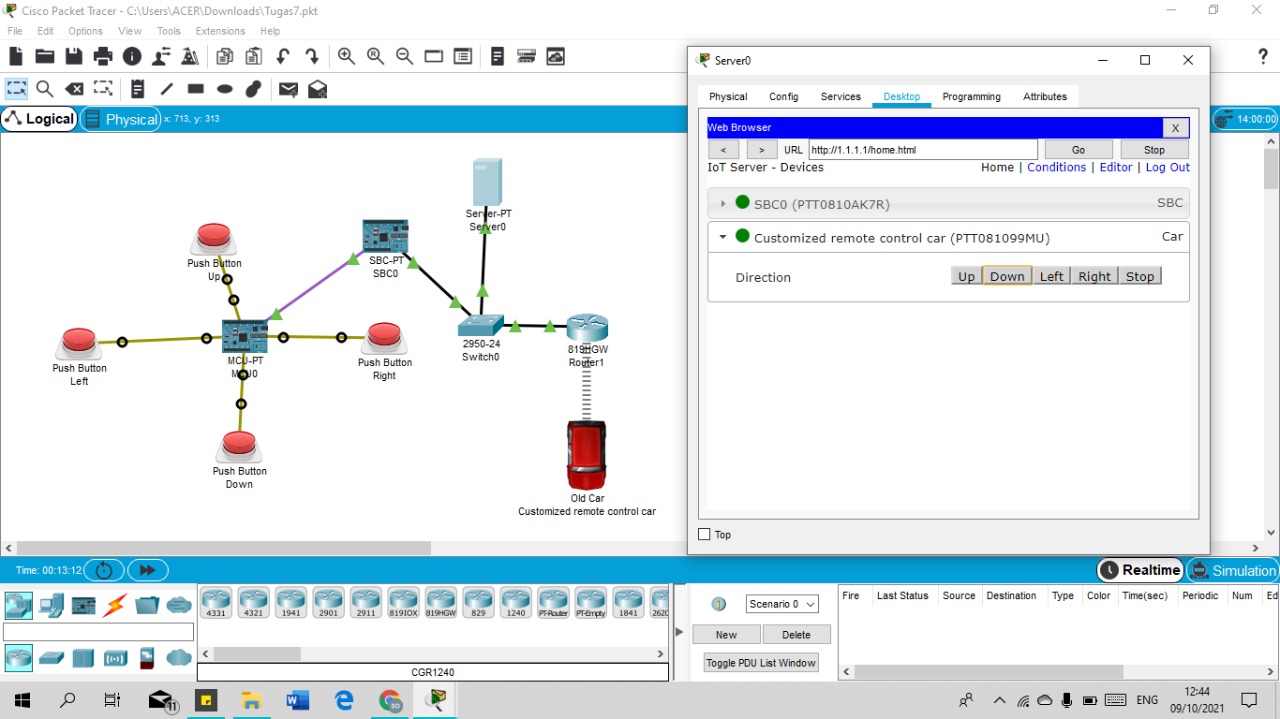 Cisco Packet Tracer - C:\Users\ACER\Downloads\Tugas7.pkt
File Edit Options View Tools Extensions Help
Logical Physical x: 713, y: 313
14:00:00
Server0
Physical Config Services Desktop Programming Attributes
Web Browser X
< > URL http://1.1.1.1/home.html Go Stop
IoT Server - Devices Home | Conditions | Editor | Log Out
SBC0 (PTT0810AK7R) SBC
Customized remote control car (PTT081099MU) Car
Direction Up Down Left Right Stop
Top
Server-PT
Server0
Push Button
Up
SBC-PT
SBC0
Push Button
Left
MCU-PT
MCU0
Push Button
Right
2950-24
Switch0
819HGW
Router1
Push Button
Down
Old Car
Customized remote control car
Time: 00:13:12
Realtime Simulation
4331 4321 1941 2901 2911 819IOX 819HGW 829 1240 PT-Router PT-Empty 1841 2620
CGR1240
Scenario 0
New Delete
Toggle PDU List Window
Fire Last Status Source Destination Type Color Time(sec) Periodic Num Ed
11
ENG
12:44
09/10/2021